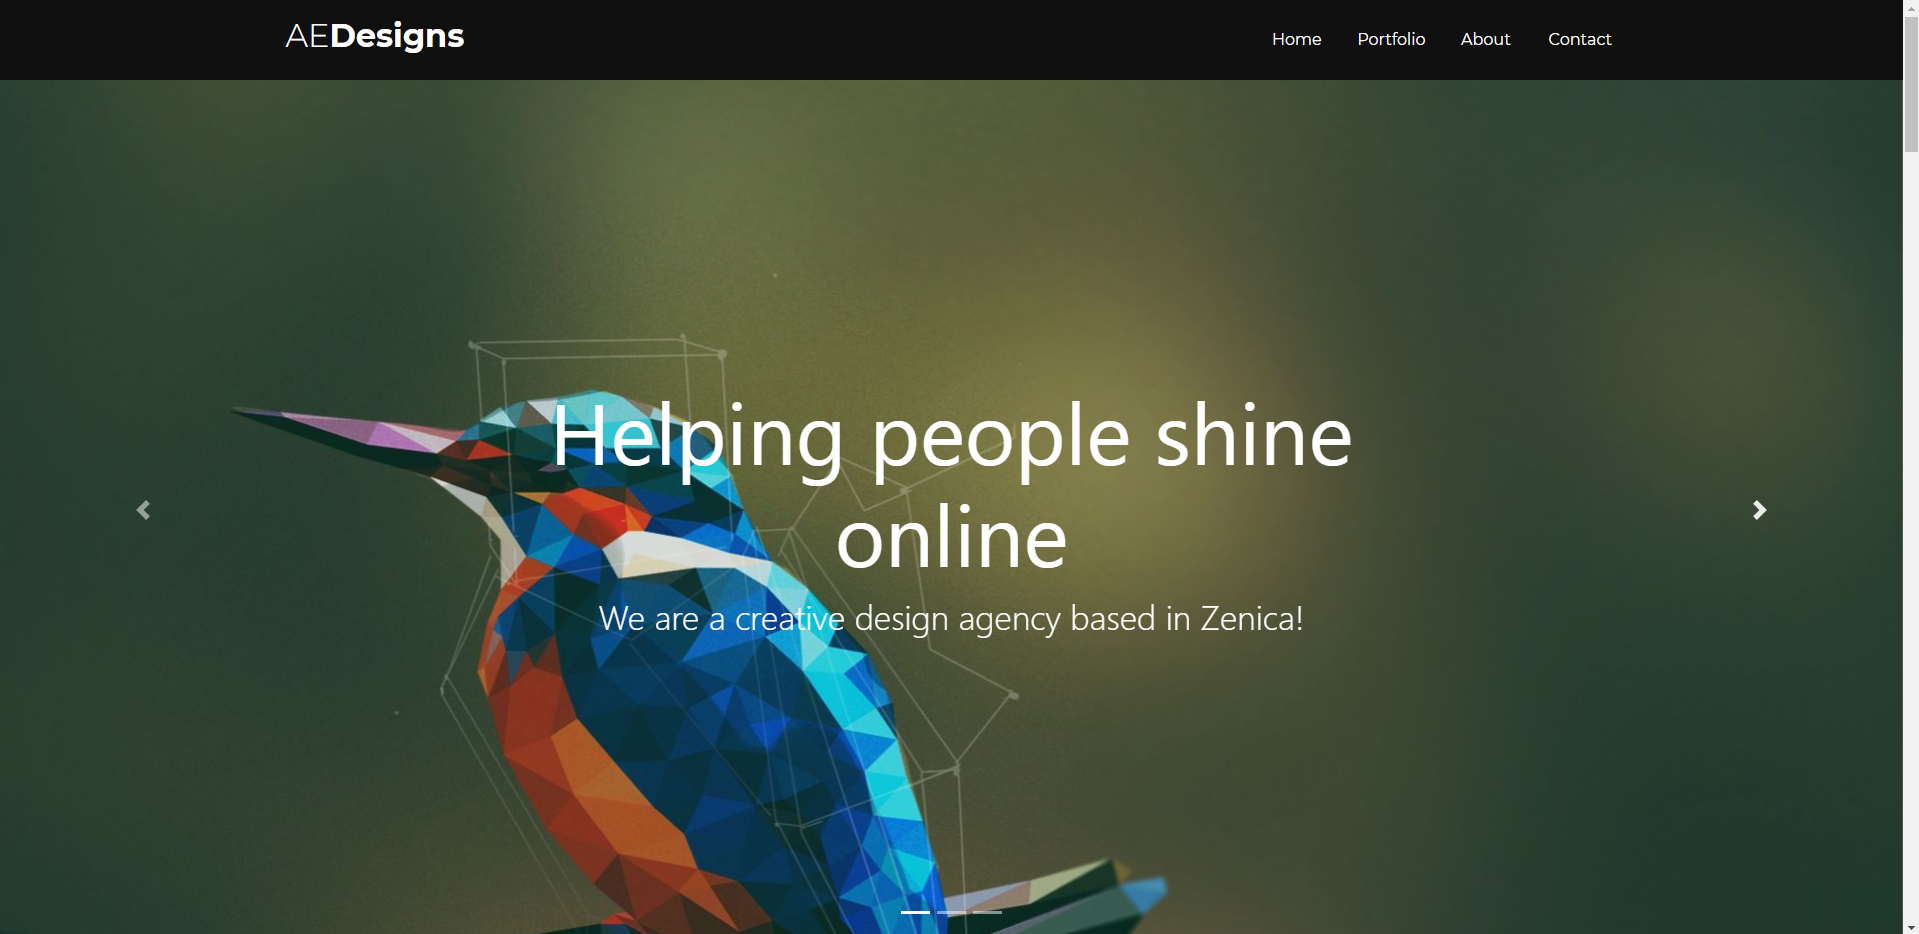 AEDesigns
Home Portfolio About Contact
Helping people shine
online
We are a creative design agency based in Zenica!